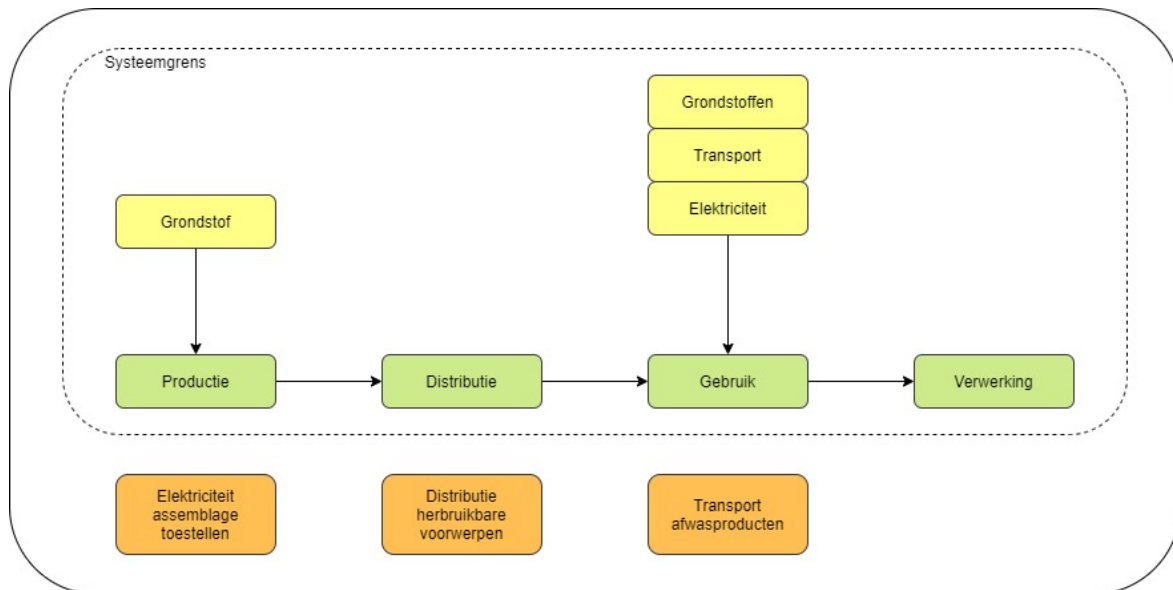 Systeemgrens
Grondstoffen
Transport
Elektriciteit
Grondstof
Productie
Distributie
Gebruik
Verwerking
Elektriciteit
assemblage
toestellen
Distributie
herbruikbare
voorwerpen
Transport
afwasproducten